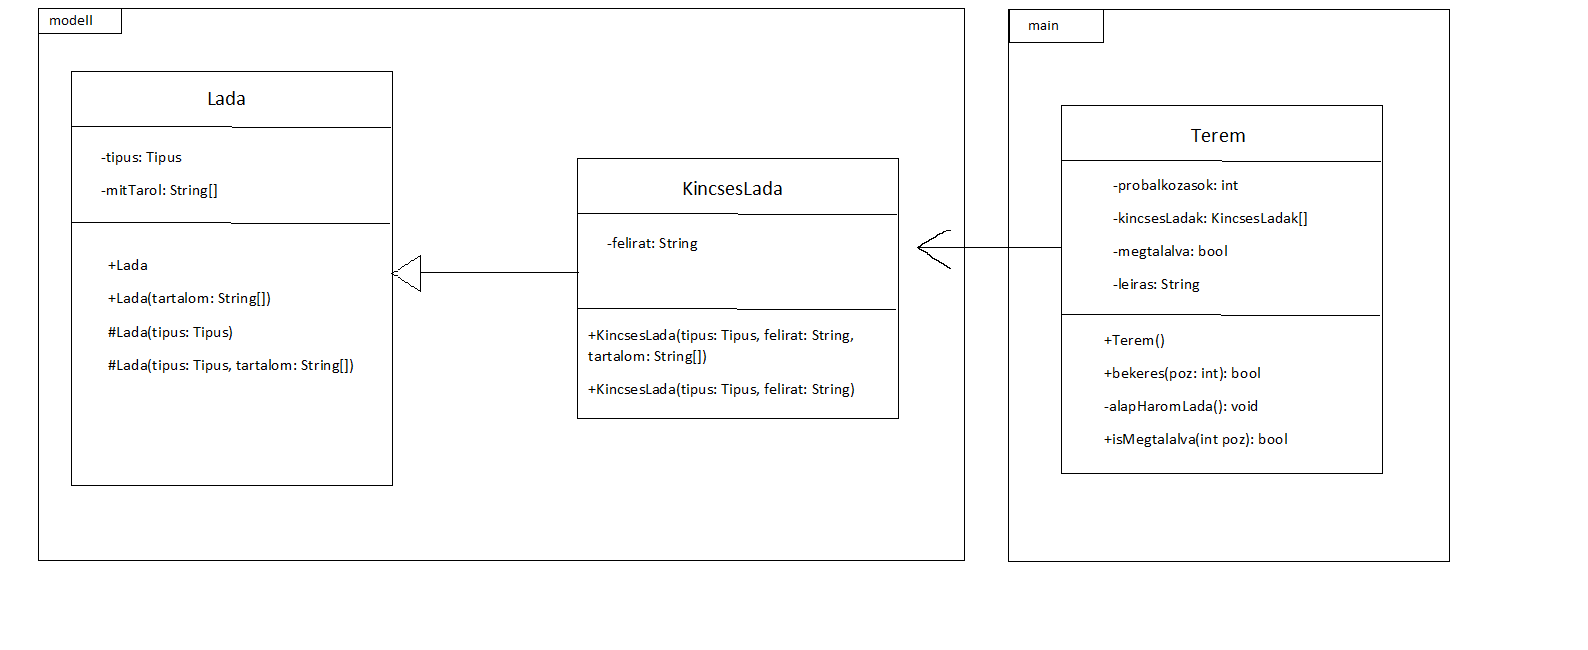 modell
Lada
-tipus: Tipus
-mitTarol: String[]
+Lada
+Lada(tartalom: String[])
#Lada(tipus: Tipus)
#Lada(tipus: Tipus, tartalom: String[])
KincsesLada
-felirat: String
+KincsesLada(tipus: Tipus, felirat: String,
tartalom: String[])
+KincsesLada(tipus: Tipus, felirat: String)
main
Terem
-probalkozasok: int
-kincsesLadak: KincsesLadak[]
-megtalalva: bool
-leiras: String
+Terem()
+bekeres(poz: int): bool
-alapHaromLada(): void
+isMegtalalva(int poz): bool